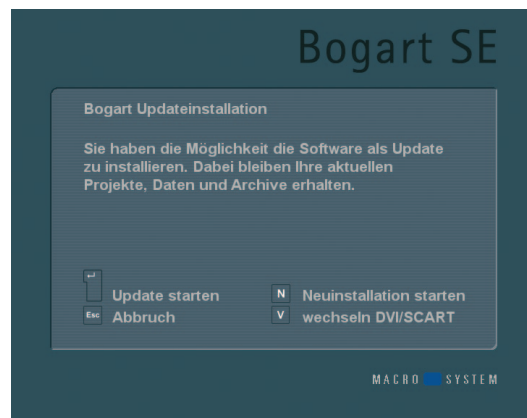 Bogart SE
Bogart Updateinstallation
Sie haben die Möglichkeit die Software als Update
zu installieren. Dabei bleiben Ihre aktuellen
Projekte, Daten und Archive erhalten.
↵ Update starten
N Neuinstallation starten
Esc Abbruch
V wechseln DVI/SCART
MACRO SYSTEM